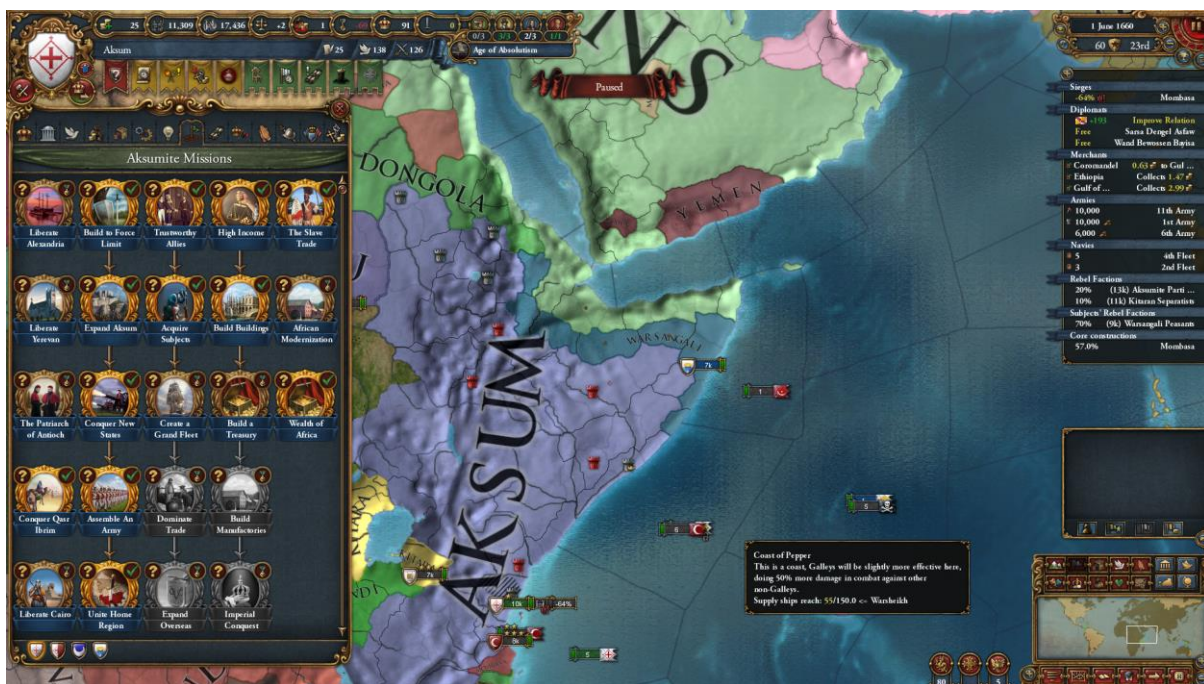 25
11,309
17,436
+2
1
91
0
0/3
3/3
2/3
1/1
Aksum
25
138
126
Age of Absolutism
1 June 1660
60
23rd
Paused
Aksumite Missions
Liberate Alexandria
Build to Force Limit
Trustworthy Allies
High Income
The Slave Trade
Liberate Yerevan
Expand Aksum
Acquire Subjects
Build Buildings
African Modernization
The Patriarch of Antioch
Conquer New States
Create a Grand Fleet
Build a Treasury
Wealth of Africa
Conquer Qasr Ibrim
Assemble An Army
Dominate Trade
Build Manufactories
Liberate Cairo
Unite Home Region
Expand Overseas
Imperial Conquest
DONGOLA
YEMEN
WARSANGALI
AKSUM
7k
1
6
5
7k
10k
-64%
8k
5
Coast of Pepper
This is a coast, Galleys will be slightly more effective here,
doing 50% more damage in combat against other
non-Galleys.
Supply ships reach: 55/150.0 <- Warsheikh
Sieges
-64% Mombasa
Diplomats
-193 Improve Relation
Free Sarsa Dengel Asfaw
Free Wand Bewossen Bayisa
Merchants
Coromandel 0.63 to Gul ...
Ethiopia Collects 1.47
Gulf of ... Collects 2.99
Armies
10,000 11th Army
10,000 1st Army
6,000 6th Army
Navies
5 4th Fleet
3 2nd Fleet
Rebel Factions
20% (13k) Aksumite Parti ...
10% (11k) Kitaran Separatists
Subjects' Rebel Factions
70% (9k) Warsangali Peasants
Core constructions
57.0% Mombasa
80
5